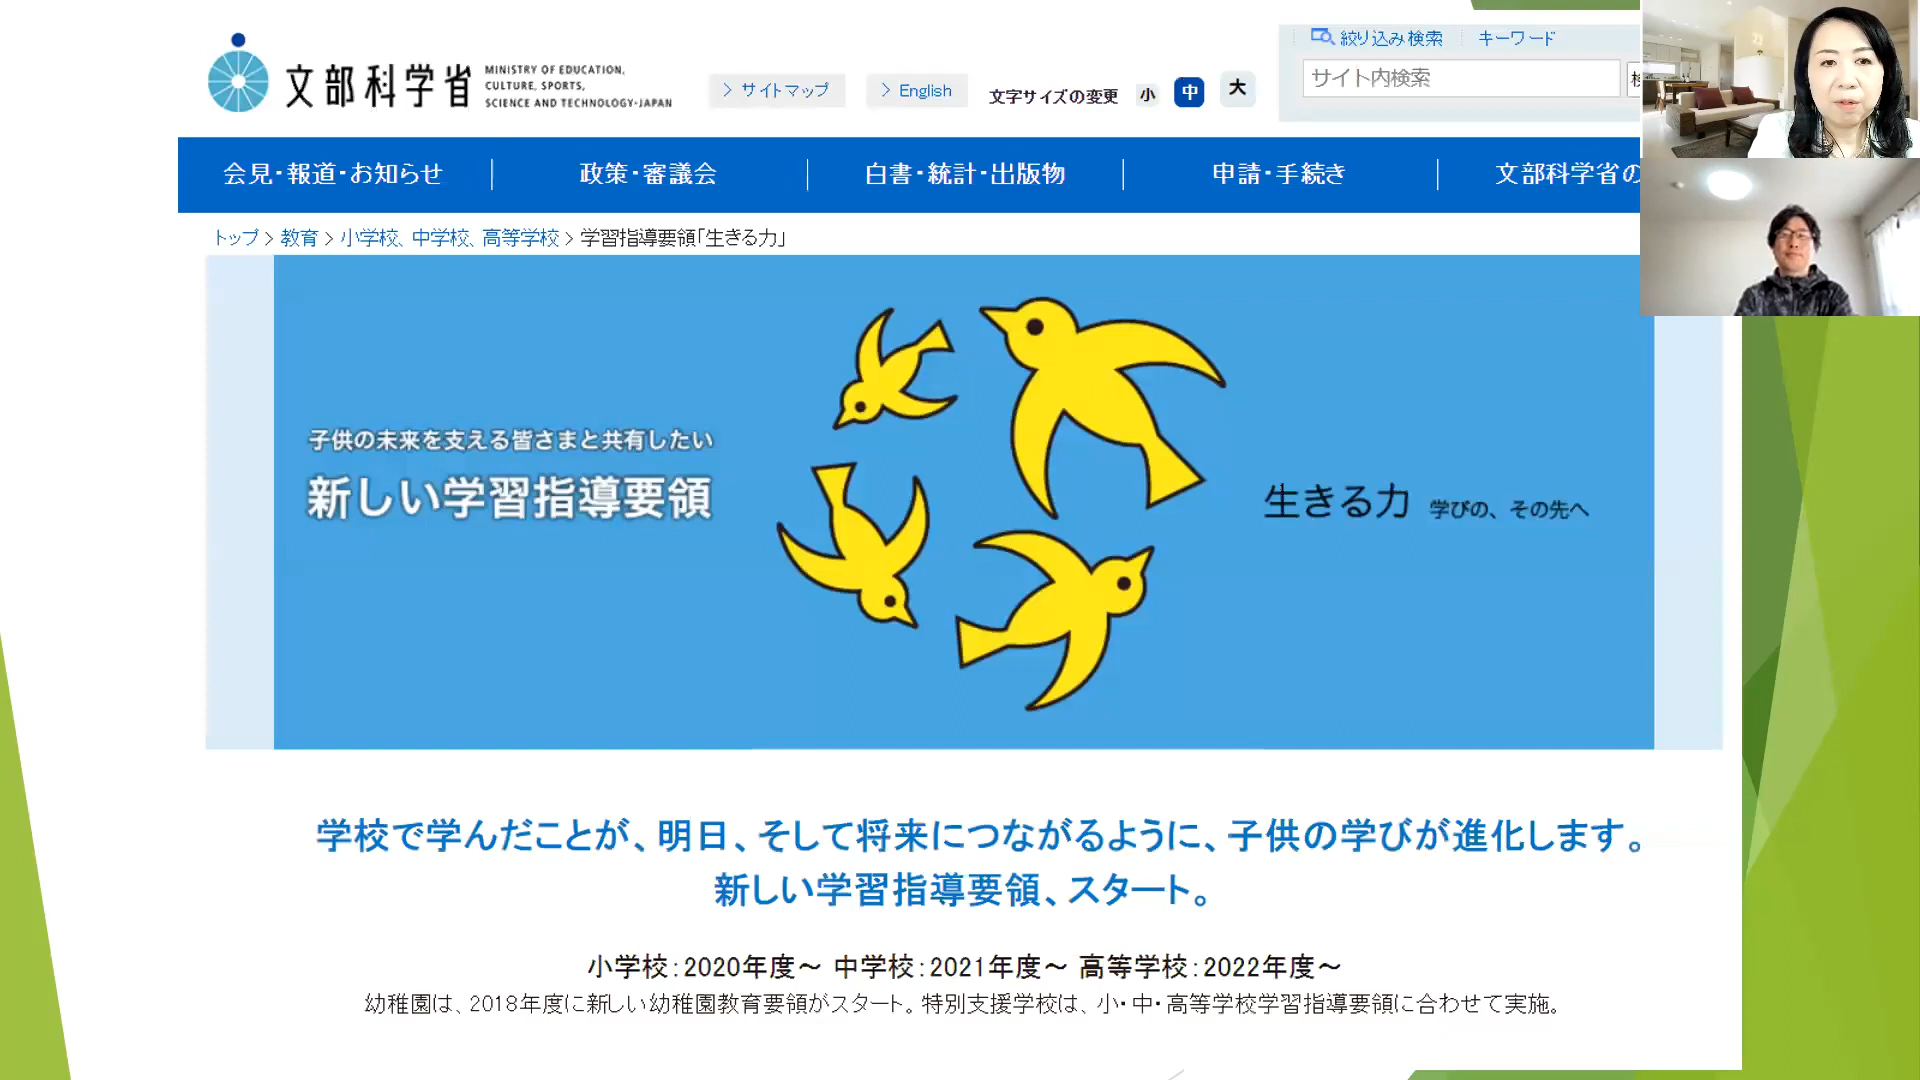 文部科学省
MINISTRY OF EDUCATION,
CULTURE, SPORTS,
SCIENCE AND TECHNOLOGY-JAPAN
サイトマップ
English
文字サイズの変更 小 中 大
絞り込み検索 キーワード
サイト内検索
会見・報道・お知らせ
政策・審議会
白書・統計・出版物
申請・手続き
文部科学省の
トップ > 教育 > 小学校、中学校、高等学校 > 学習指導要領「生きる力」
子供の未来を支える皆さまと共有したい
新しい学習指導要領
生きる力 学びの、その先へ
学校で学んだことが、明日、そして将来につながるように、子供の学びが進化します。
新しい学習指導要領、スタート。
小学校：2020年度～ 中学校：2021年度～ 高等学校：2022年度～
幼稚園は、2018年度に新しい幼稚園教育要領がスタート。特別支援学校は、小・中・高等学校学習指導要領に合わせて実施。